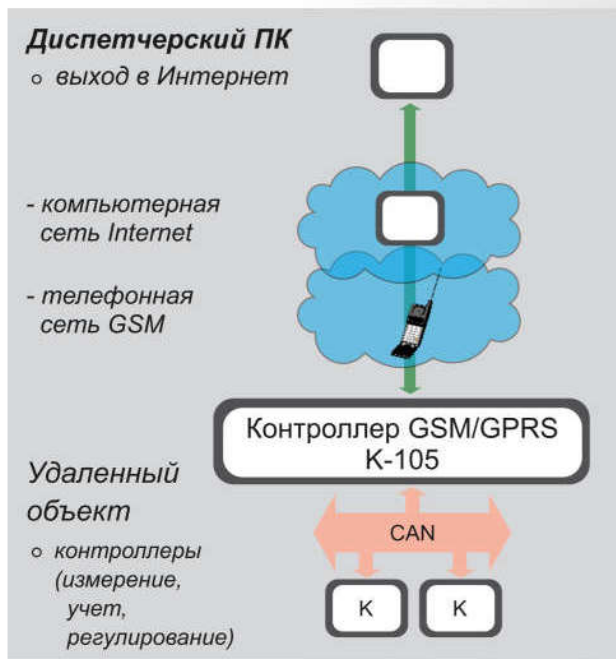 Диспетчерский ПК
○ выход в Интернет
- компьютерная
сеть Internet
- телефонная
сеть GSM
Контроллер GSM/GPRS
K-105
Удаленный
объект
CAN
○ контроллеры
(измерение,
учет,
регулирование)
K K